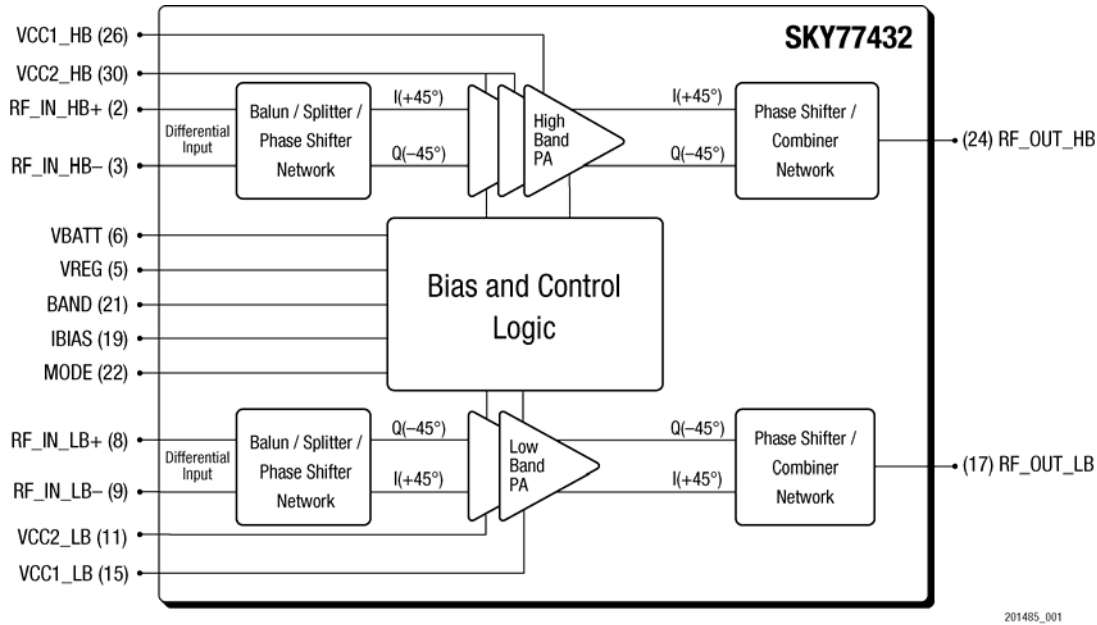 SKY77432
VCC1_HB (26)
VCC2_HB (30)
RF_IN_HB+ (2)
Differential
Input
RF_IN_HB– (3)
Balun / Splitter /
Phase Shifter
Network
I(+45°)
Q(–45°)
High
Band
PA
I(+45°)
Q(–45°)
Phase Shifter /
Combiner
Network
(24) RF_OUT_HB
VBATT (6)
VREG (5)
BAND (21)
IBIAS (19)
MODE (22)
Bias and Control
Logic
RF_IN_LB+ (8)
Differential
Input
RF_IN_LB– (9)
Balun / Splitter /
Phase Shifter
Network
Q(–45°)
I(+45°)
Low
Band
PA
Q(–45°)
I(+45°)
Phase Shifter /
Combiner
Network
(17) RF_OUT_LB
VCC2_LB (11)
VCC1_LB (15)
201485_001